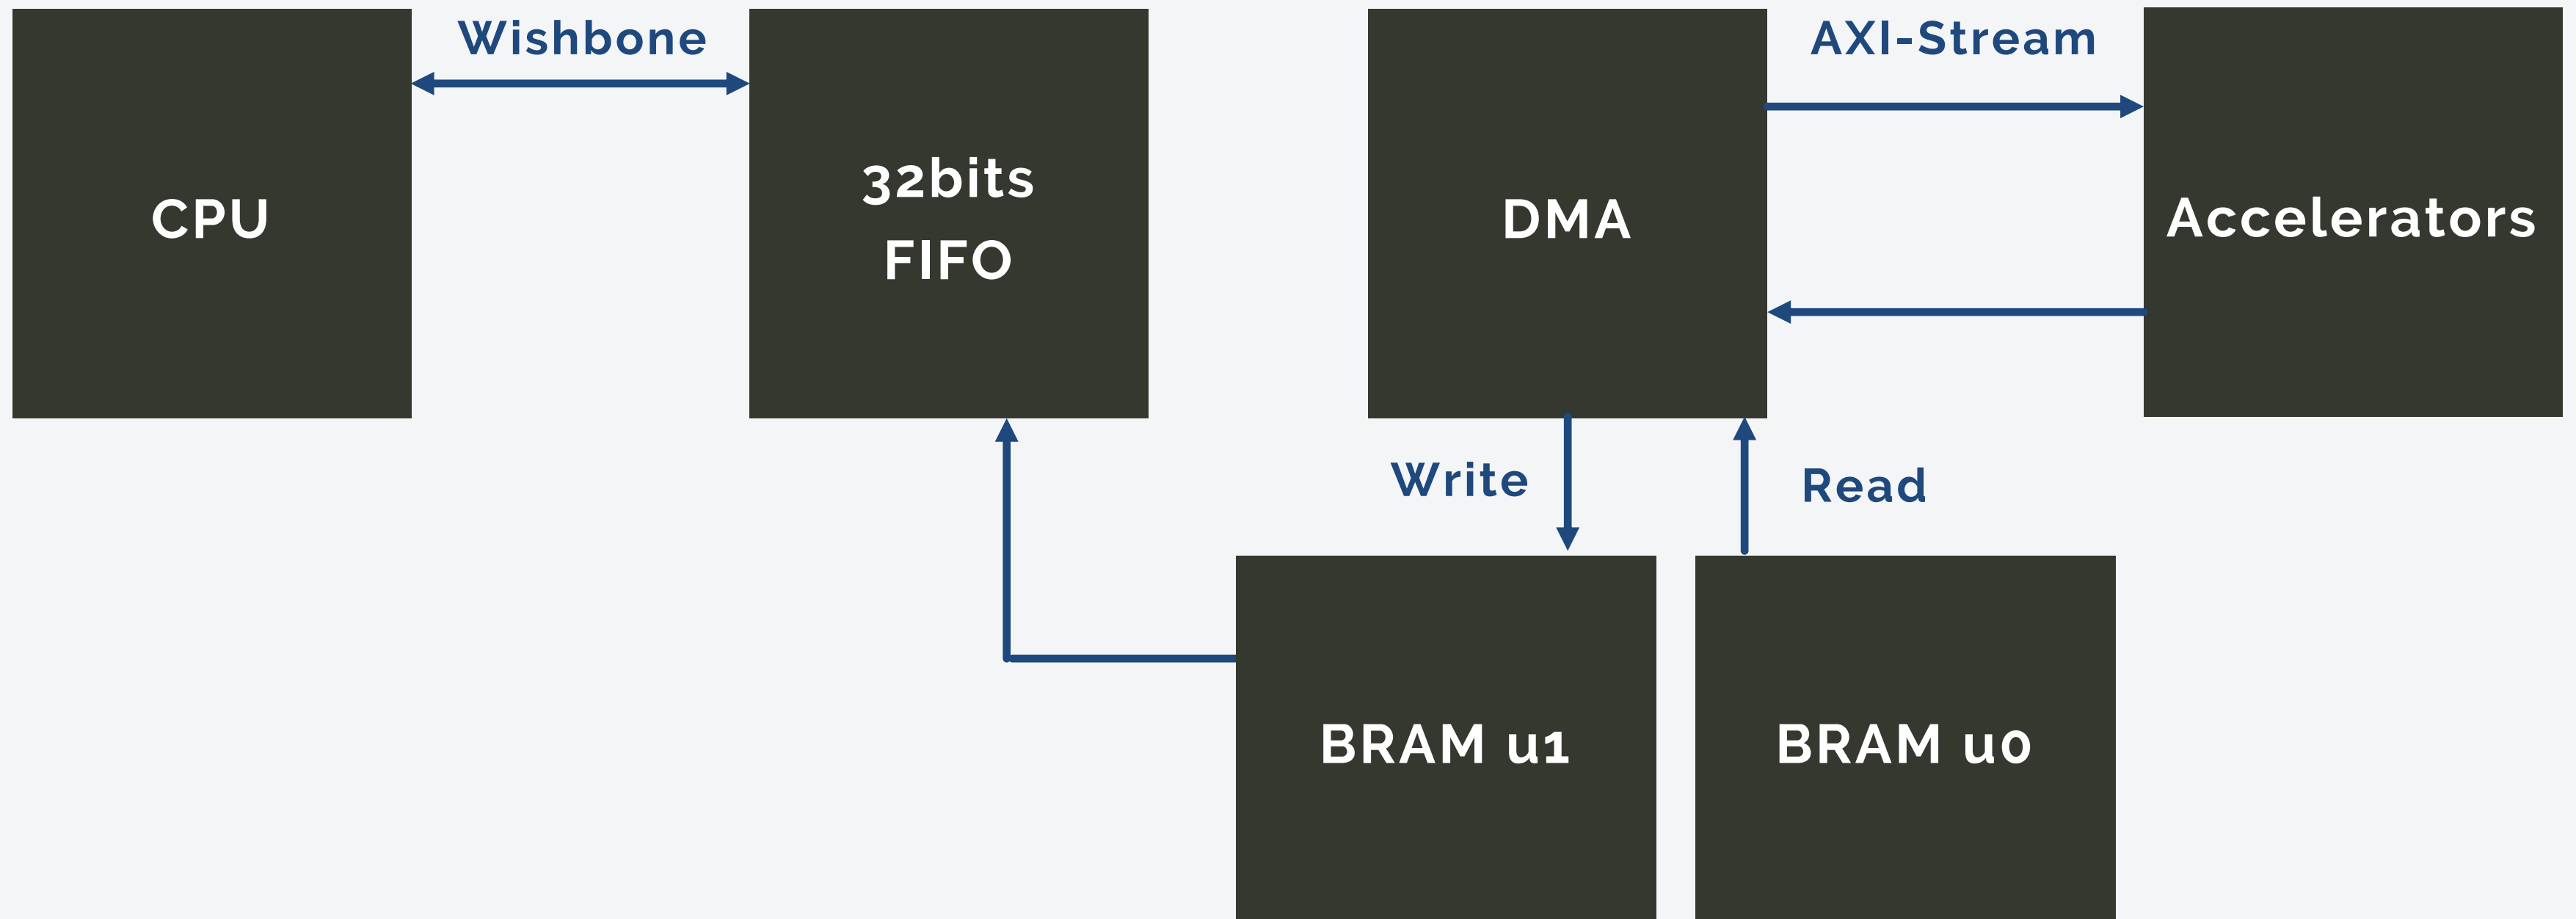 Wishbone
AXI-Stream
CPU
32bits
FIFO
DMA
Accelerators
Write
Read
BRAM u1
BRAM u0